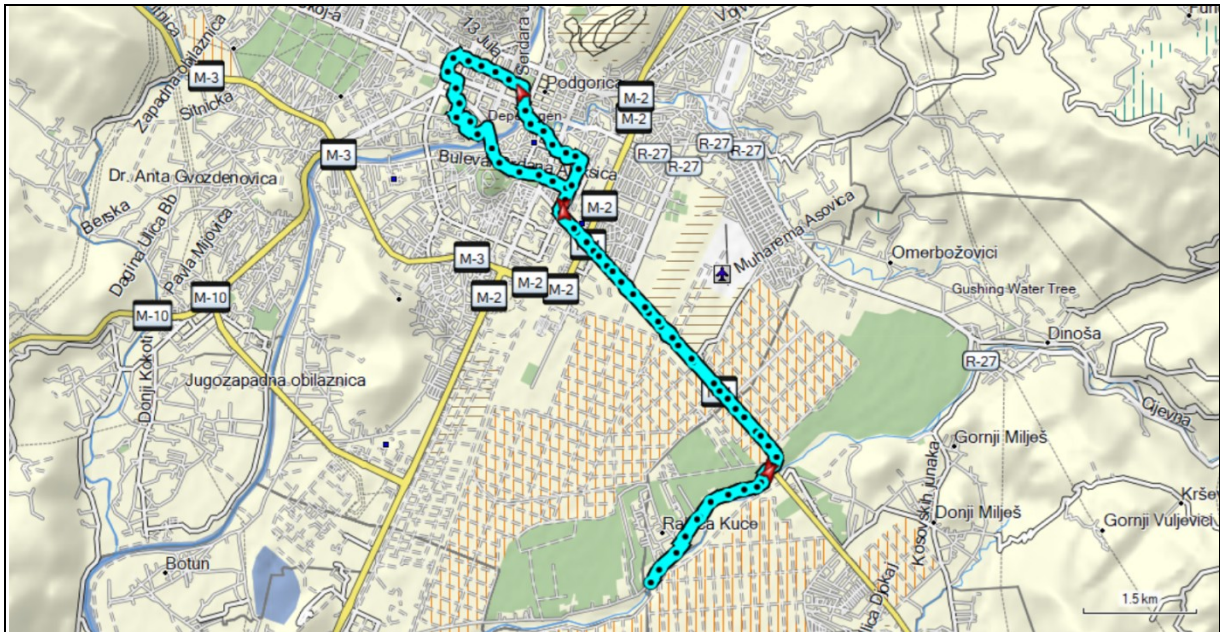 13 Jula
Serdara
M-3
Zapadna obilaznica
Sitnicka
Podgorica
M-2
M-2
M-3
R-27
R-27
R-27
R-27
Dr. Anta Gvozdenovica
Berska
Dagina Ulica Bb
Pavla Mijovica
M-2
Muharema Asovica
Omerbožovici
M-3
M-2
M-2
M-2
Gushing Water Tree
M-10
M-10
Dinoša
R-27
Donji Kokoti
Jugozapadna obilaznica
Cijevna
Gornji Milješ
Kosovskih junaka
Donji Milješ
Gornji Vuljevici
Botun
1.5 km